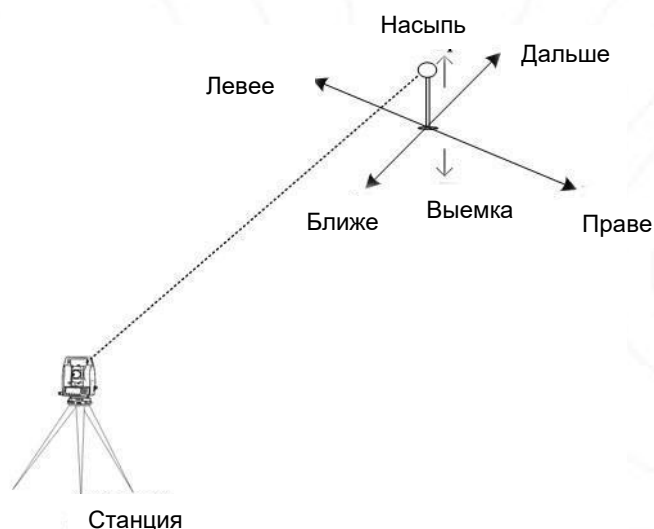 Насыпь
Дальше
Левее
Ближе
Выемка
Праве
Станция